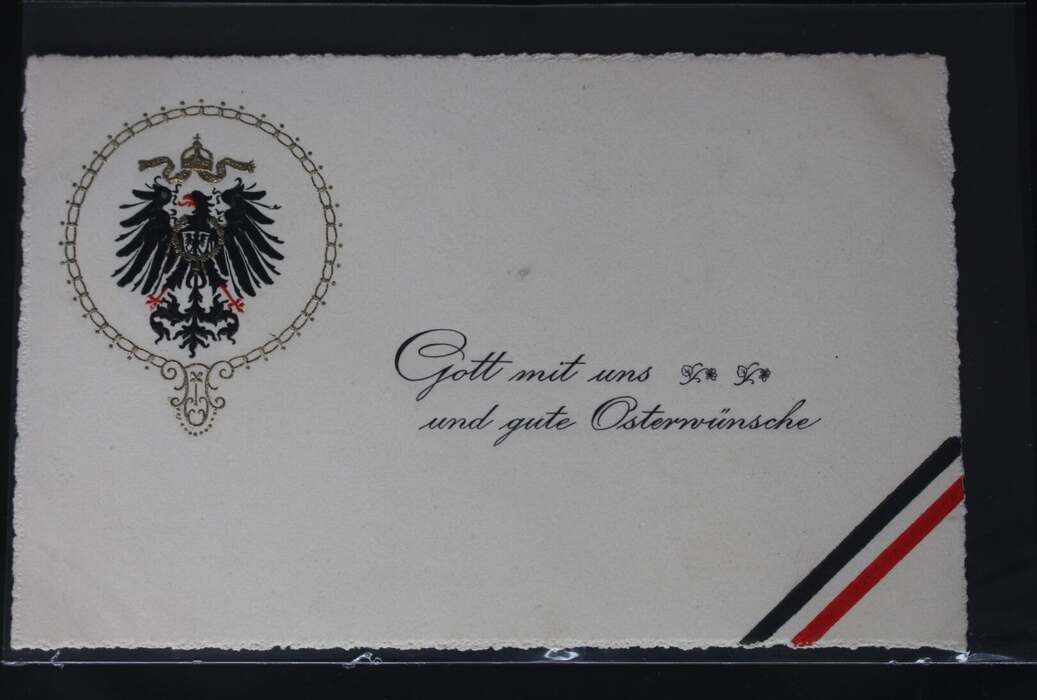 Gott mit uns
und gute Osterwünsche